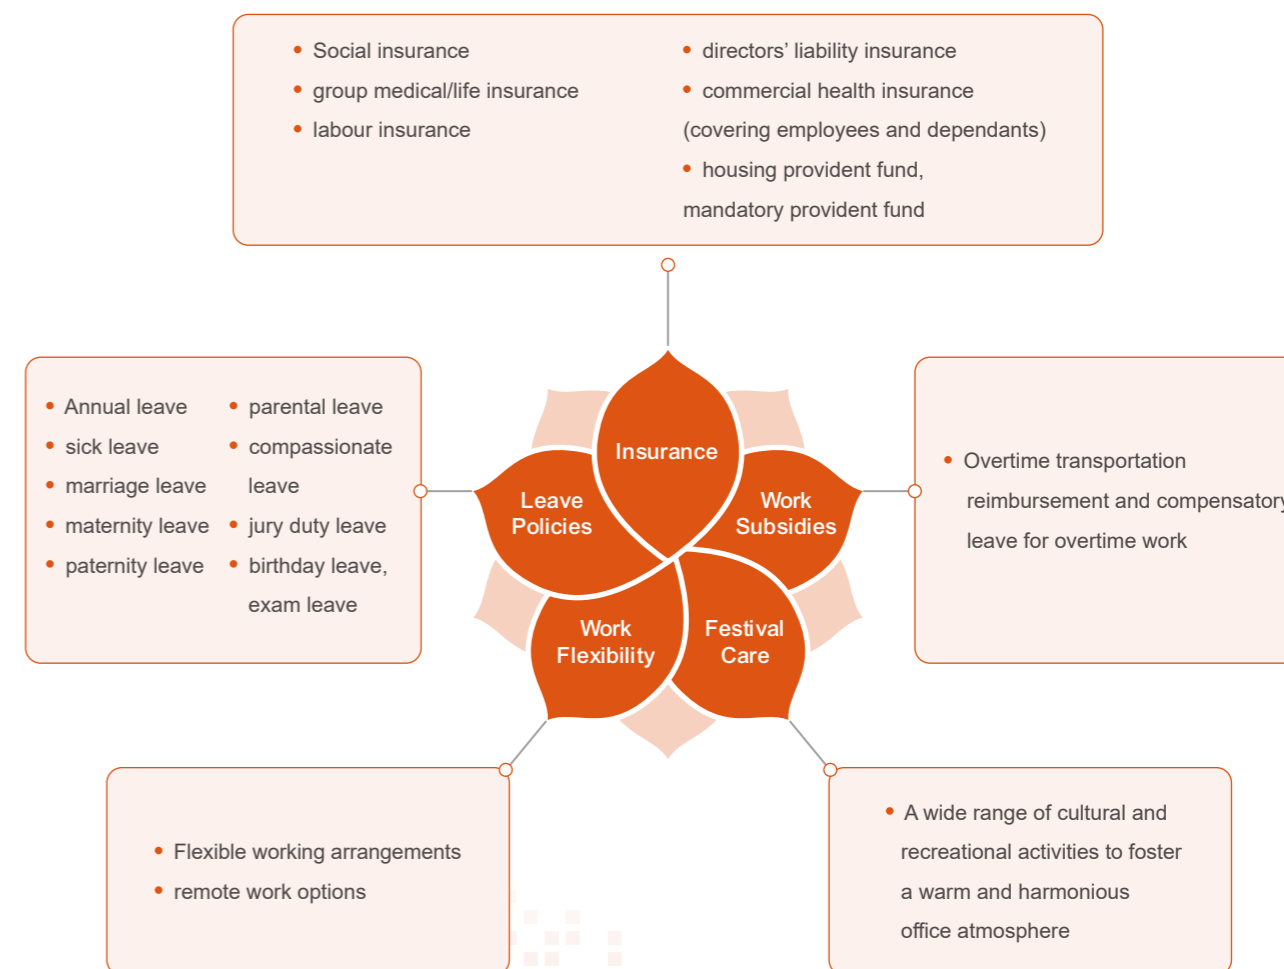 • Social insurance
• group medical/life insurance
• labour insurance
• directors’ liability insurance
• commercial health insurance
(covering employees and dependants)
• housing provident fund,
mandatory provident fund
• Annual leave
• sick leave
• marriage leave
• maternity leave
• paternity leave
• parental leave
• compassionate
leave
• jury duty leave
• birthday leave,
exam leave
Insurance
Leave
Policies
Work
Subsidies
Work
Flexibility
Festival
Care
• Overtime transportation
reimbursement and compensatory
leave for overtime work
• Flexible working arrangements
• remote work options
• A wide range of cultural and
recreational activities to foster
a warm and harmonious
office atmosphere